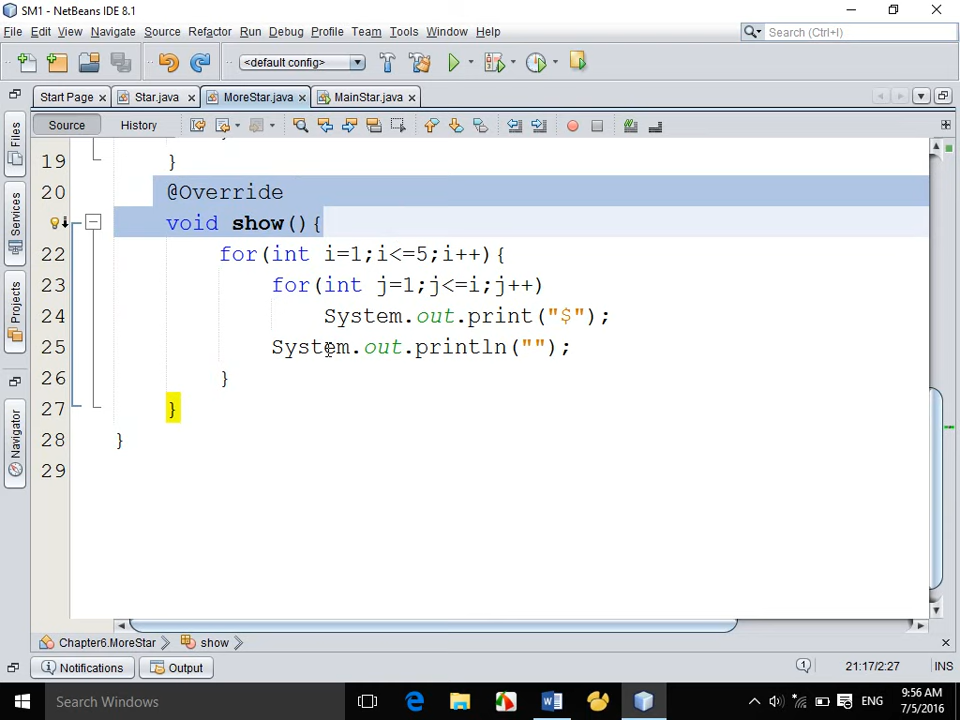 SM1 - NetBeans IDE 8.1
File Edit View Navigate Source Refactor Run Debug Profile Team Tools Window Help
Search (Ctrl+I)
<default config>
Start Page
Star.java
MoreStar.java
MainStar.java
Source
History
Files
Services
Projects
Navigator
19 }
20 @Override
void show(){
22 for(int i=1;i<=5;i++){
23 for(int j=1;j<=i;j++)
24 System.out.print("$");
25 System.out.println("");
26 }
27 }
28 }
29
Chapter6.MoreStar
show
Notifications
Output
1
21:17/2:27
INS
Search Windows
ENG
9:56 AM
7/5/2016